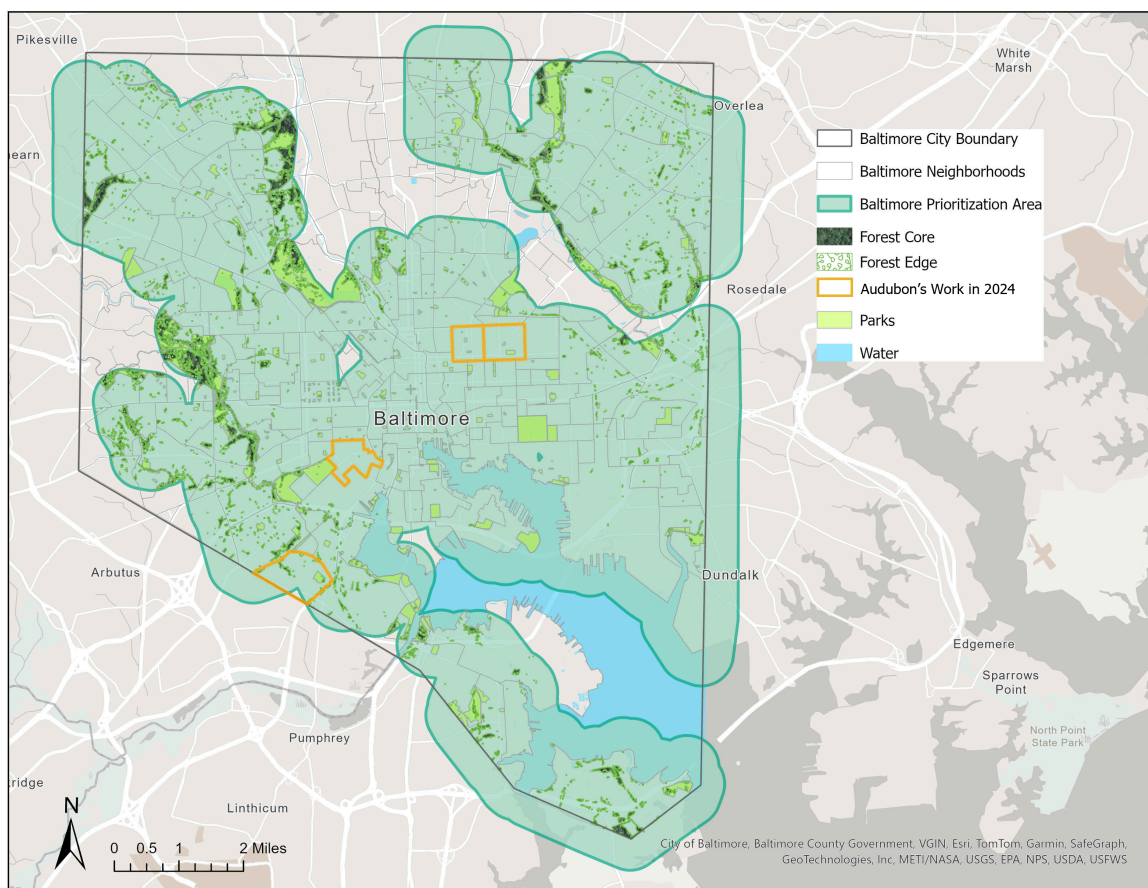 Pikesville
White
Marsh
Overlea
hearn
Baltimore City Boundary
Baltimore Neighborhoods
Baltimore Prioritization Area
Forest Core
Forest Edge
Audubon's Work in 2024
Parks
Water
Rosedale
Baltimore
Arbutus
Dundalk
Edgemere
Sparrows
Point
North Point
State Park
Pumphrey
kridge
Linthicum
N
0 0.5 1 2 Miles
City of Baltimore, Baltimore County Government, VGIN, Esri, TomTom, Garmin, SafeGraph,
GeoTechnologies, Inc, METI/NASA, USGS, EPA, NPS, USDA, USFWS